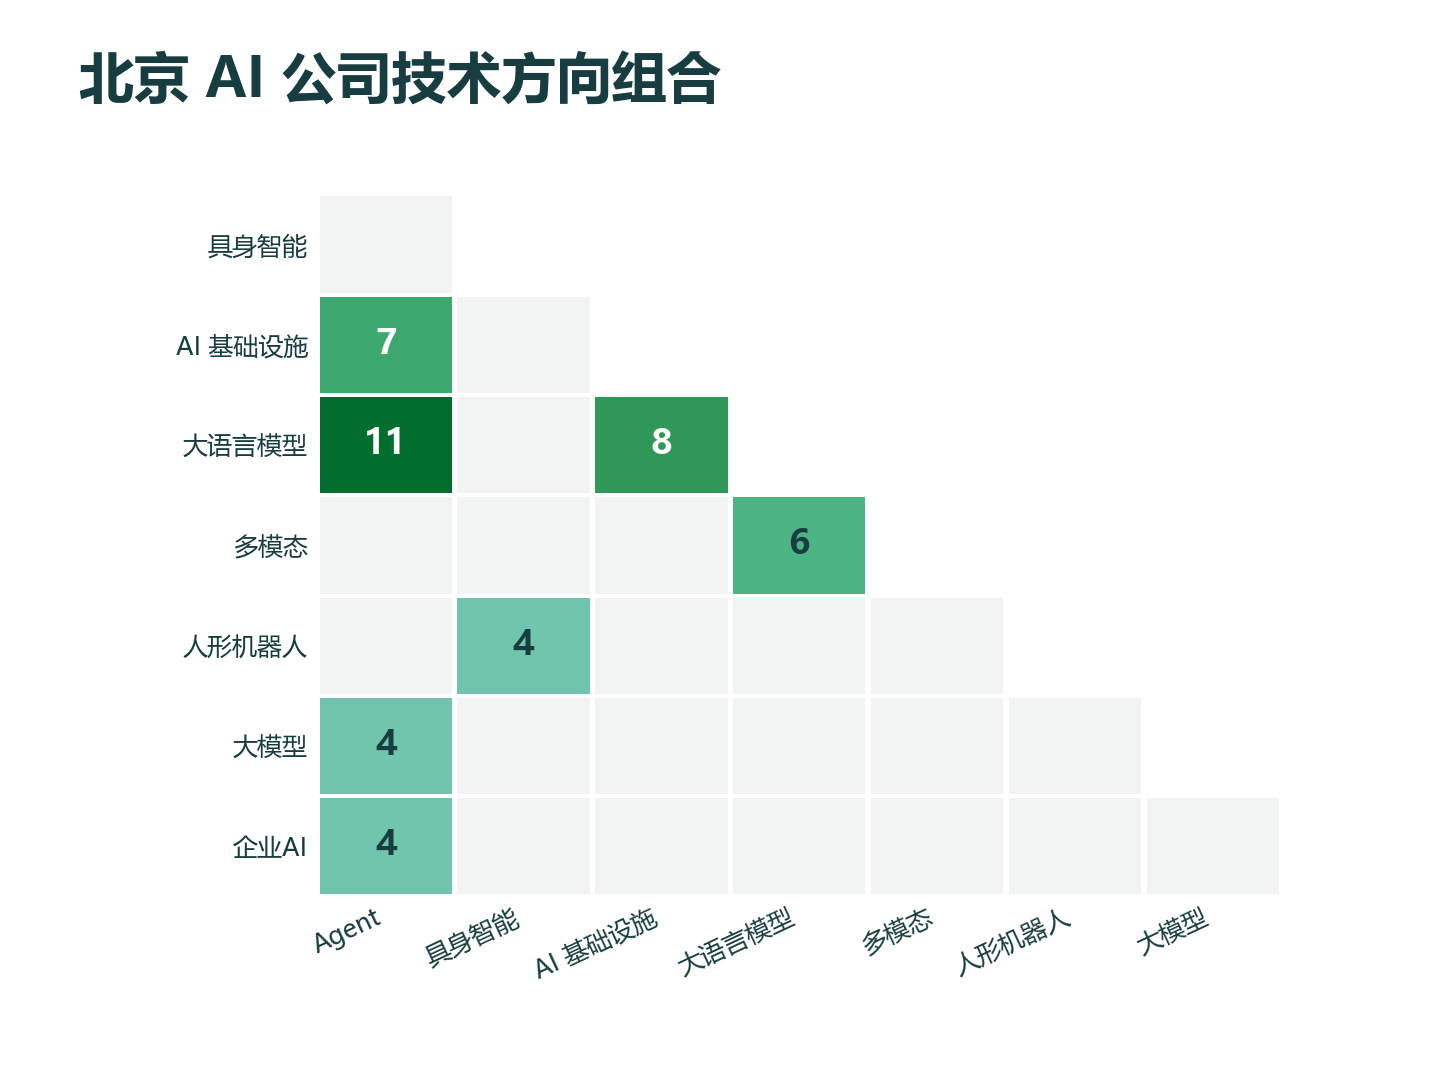 北京 AI 公司技术方向组合
具身智能
AI 基础设施 7
大语言模型 11 8
多模态 6
人形机器人 4
大模型 4
企业AI 4
Agent 具身智能 AI 基础设施 大语言模型 多模态 人形机器人 大模型